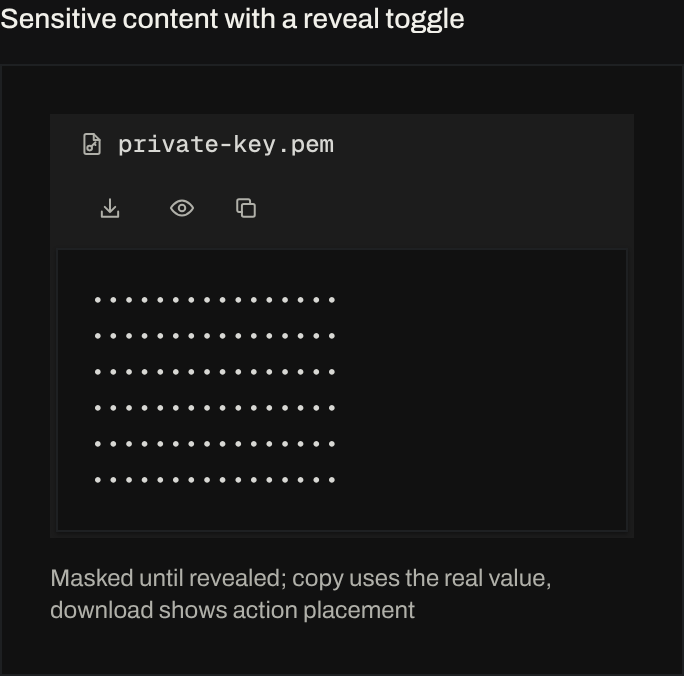 Sensitive content with a reveal toggle
private-key.pem
••••••••••••••••
••••••••••••••••
••••••••••••••••
••••••••••••••••
••••••••••••••••
••••••••••••••••
Masked until revealed; copy uses the real value,
download shows action placement